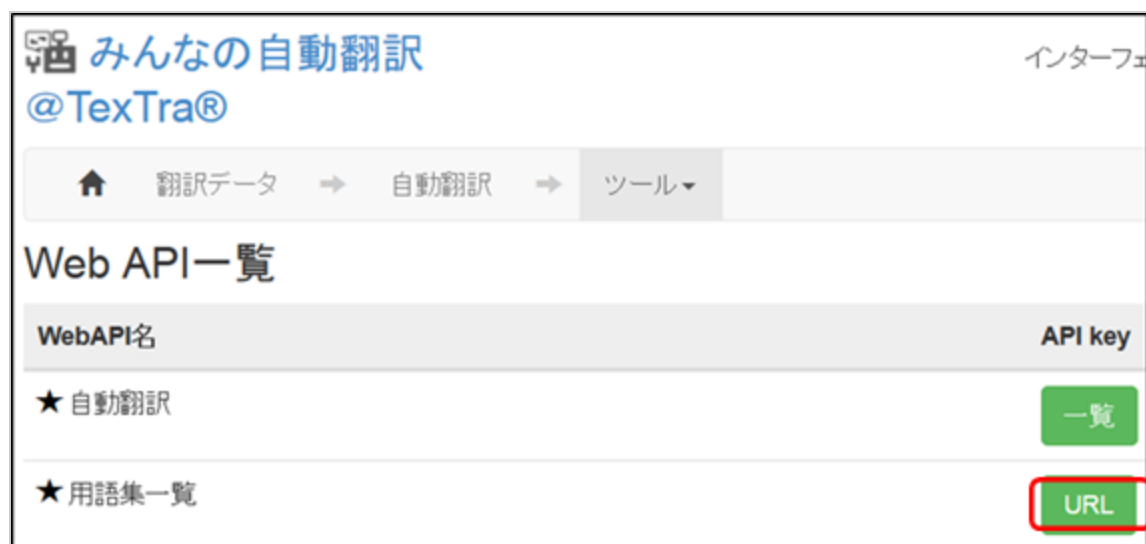 みんなの自動翻訳
@TexTra®
インターフェ
翻訳データ
自動翻訳
ツール
Web API一覧
WebAPI名
API key
★自動翻訳
一覧
★用語集一覧
URL